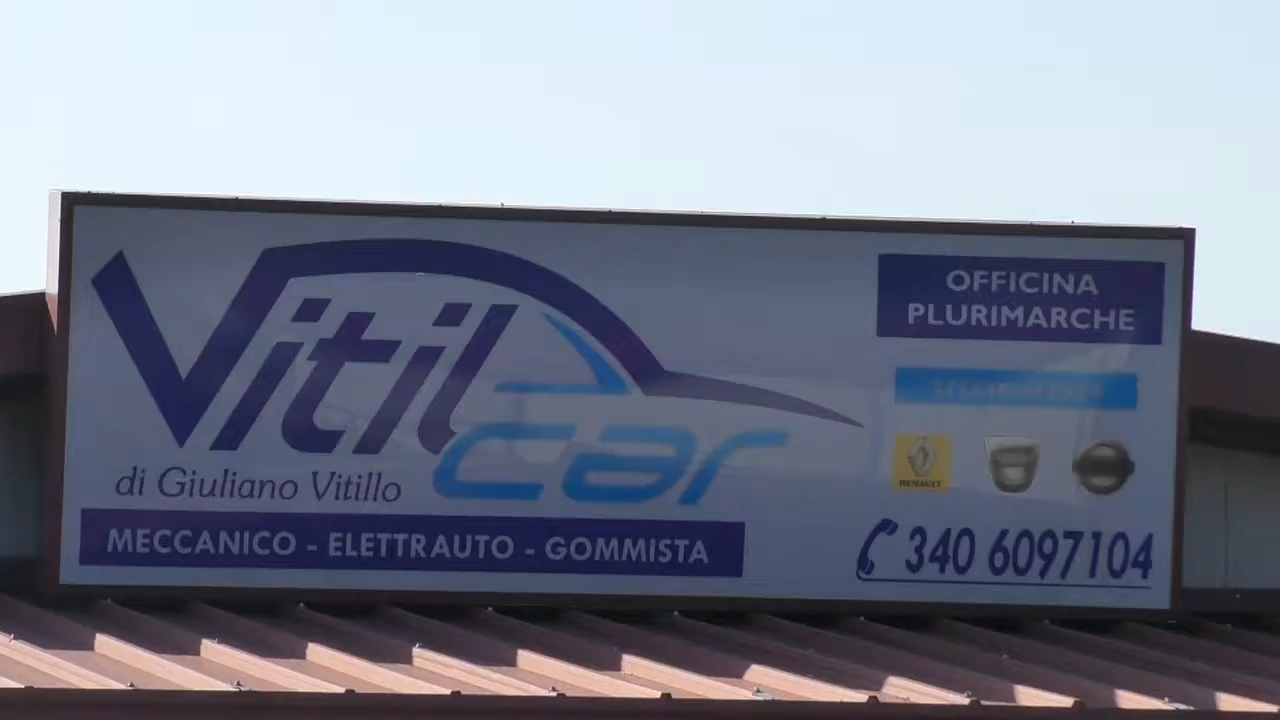 Vitil
car
di Giuliano Vitillo
MECCANICO - ELETTRAUTO - GOMMISTA
OFFICINA
PLURIMARCHE
RENAULT
340 6097104